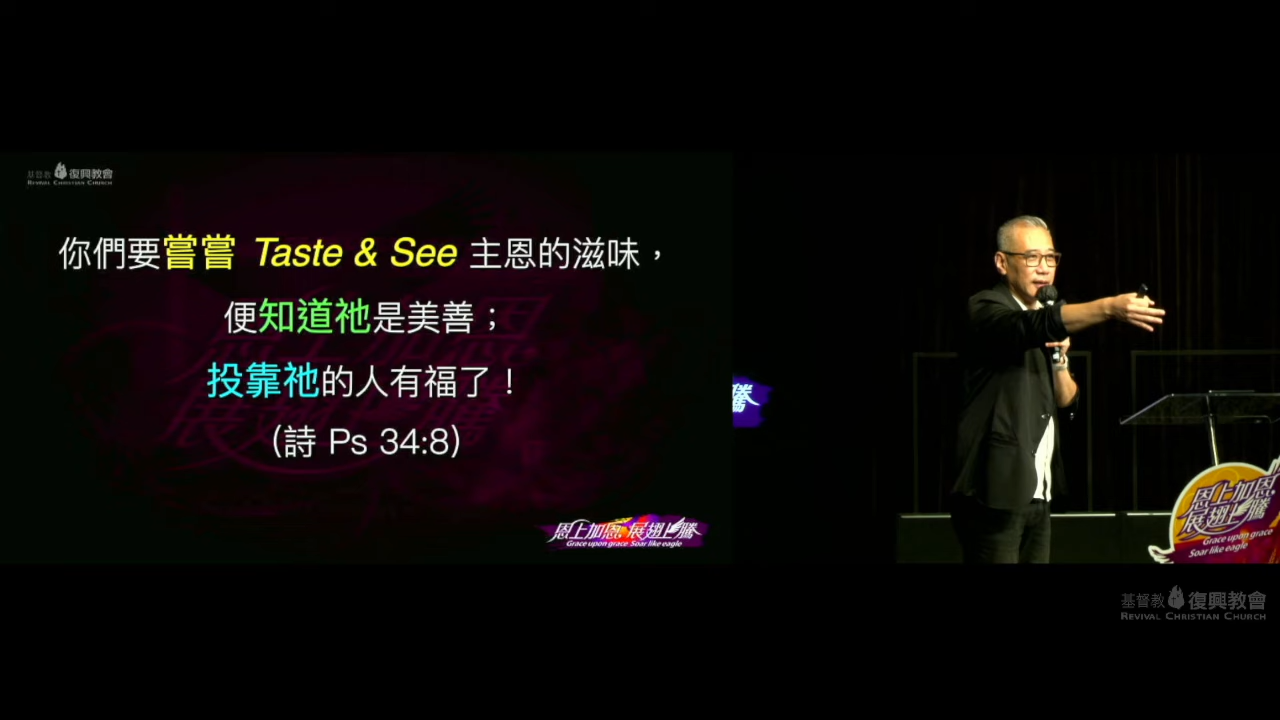 基督教 復興教會
REVIVAL CHRISTIAN CHURCH
你們要嘗嘗 Taste & See 主恩的滋味，
便知道祂是美善；
投靠祂的人有福了！
(詩 Ps 34:8)
恩上加恩 展翅上騰
Grace upon grace Soar like eagle
騰
恩上加恩
展翅上騰
Grace upon grace
Soar like eagle
基督教 復興教會
REVIVAL CHRISTIAN CHURCH